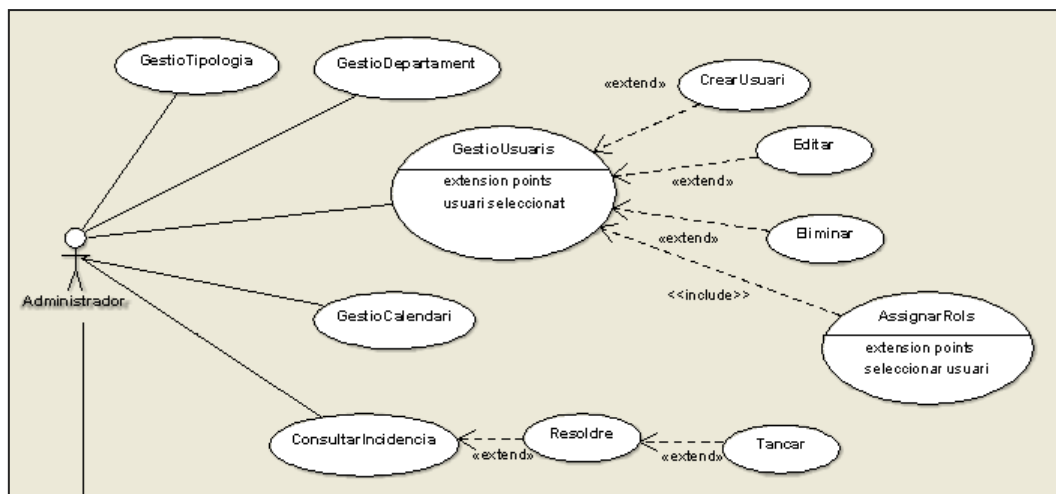 GestioTipologia
GestioDepartament
CrearUsuari
«extend»
GestioUsuaris
extension points
usuari seleccionat
Editar
«extend»
Eliminar
«extend»
<<include>>
Administrador
GestioCalendari
AssignarRols
extension points
seleccionar usuari
ConsultarIncidencia
«extend»
Resoldre
«extend»
Tancar